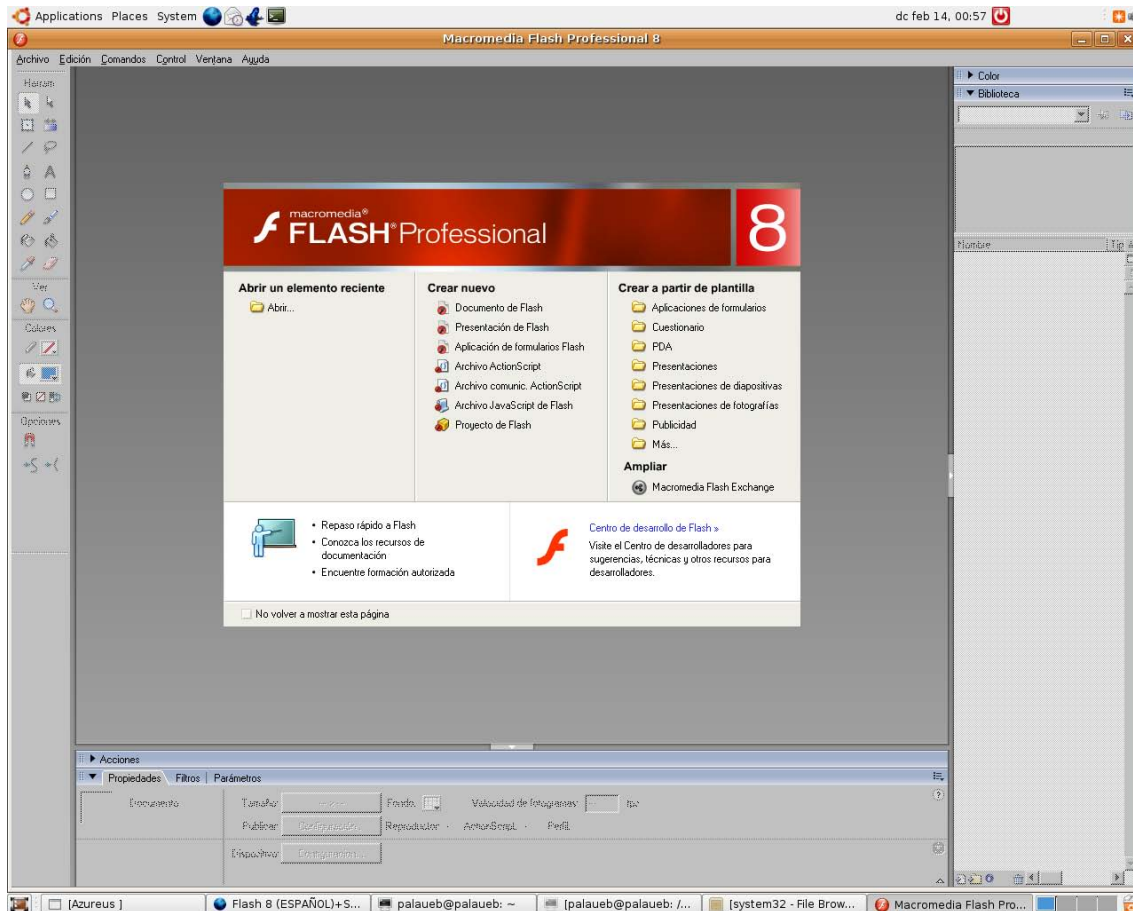 Applications Places System
dc feb 14, 00:57
Macromedia Flash Professional 8
Archivo Edición Comandos Control Ventana Ayuda
Herram
Ver
Colores
Opciones
Color
Biblioteca
Nombre Tip
macromedia®
FLASH® Professional 8
Abrir un elemento reciente
Abrir...
Crear nuevo
Documento de Flash
Presentación de Flash
Aplicación de formularios Flash
Archivo ActionScript
Archivo comunic. ActionScript
Archivo JavaScript de Flash
Proyecto de Flash
Crear a partir de plantilla
Aplicaciones de formularios
Cuestionario
PDA
Presentaciones
Presentaciones de diapositivas
Presentaciones de fotografías
Publicidad
Más...
Ampliar
Macromedia Flash Exchange
• Repaso rápido a Flash
• Conozca los recursos de
documentación
• Encuentre formación autorizada
Centro de desarrollo de Flash »
Visite el Centro de desarrolladores para
sugerencias, técnicas y otros recursos para
desarrolladores.
No volver a mostrar esta página
Acciones
Propiedades Filtros Parámetros
Documento Tamaño: Fondo: Velocidad de fotogramas: fps
Publicar: Configuración... Reproductor: ActionScript: Perfil:
Dispositivo: Configuración...
[Azureus ]
Flash 8 (ESPAÑOL)+S...
palaueb@palaueb: ~
[palaueb@palaueb: /...
[system32 - File Brow...
Macromedia Flash Pro...